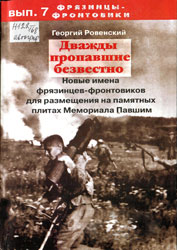 ВЫП. 7
ФРЯЗИНЦЫ-
ФРОНТОВИКИ
Георгий Ровенский
Дважды
пропавшие
безвестно
Новые имена
фрязинцев-фронтовиков
для размещения на памятных
плитах Мемориала Павшим